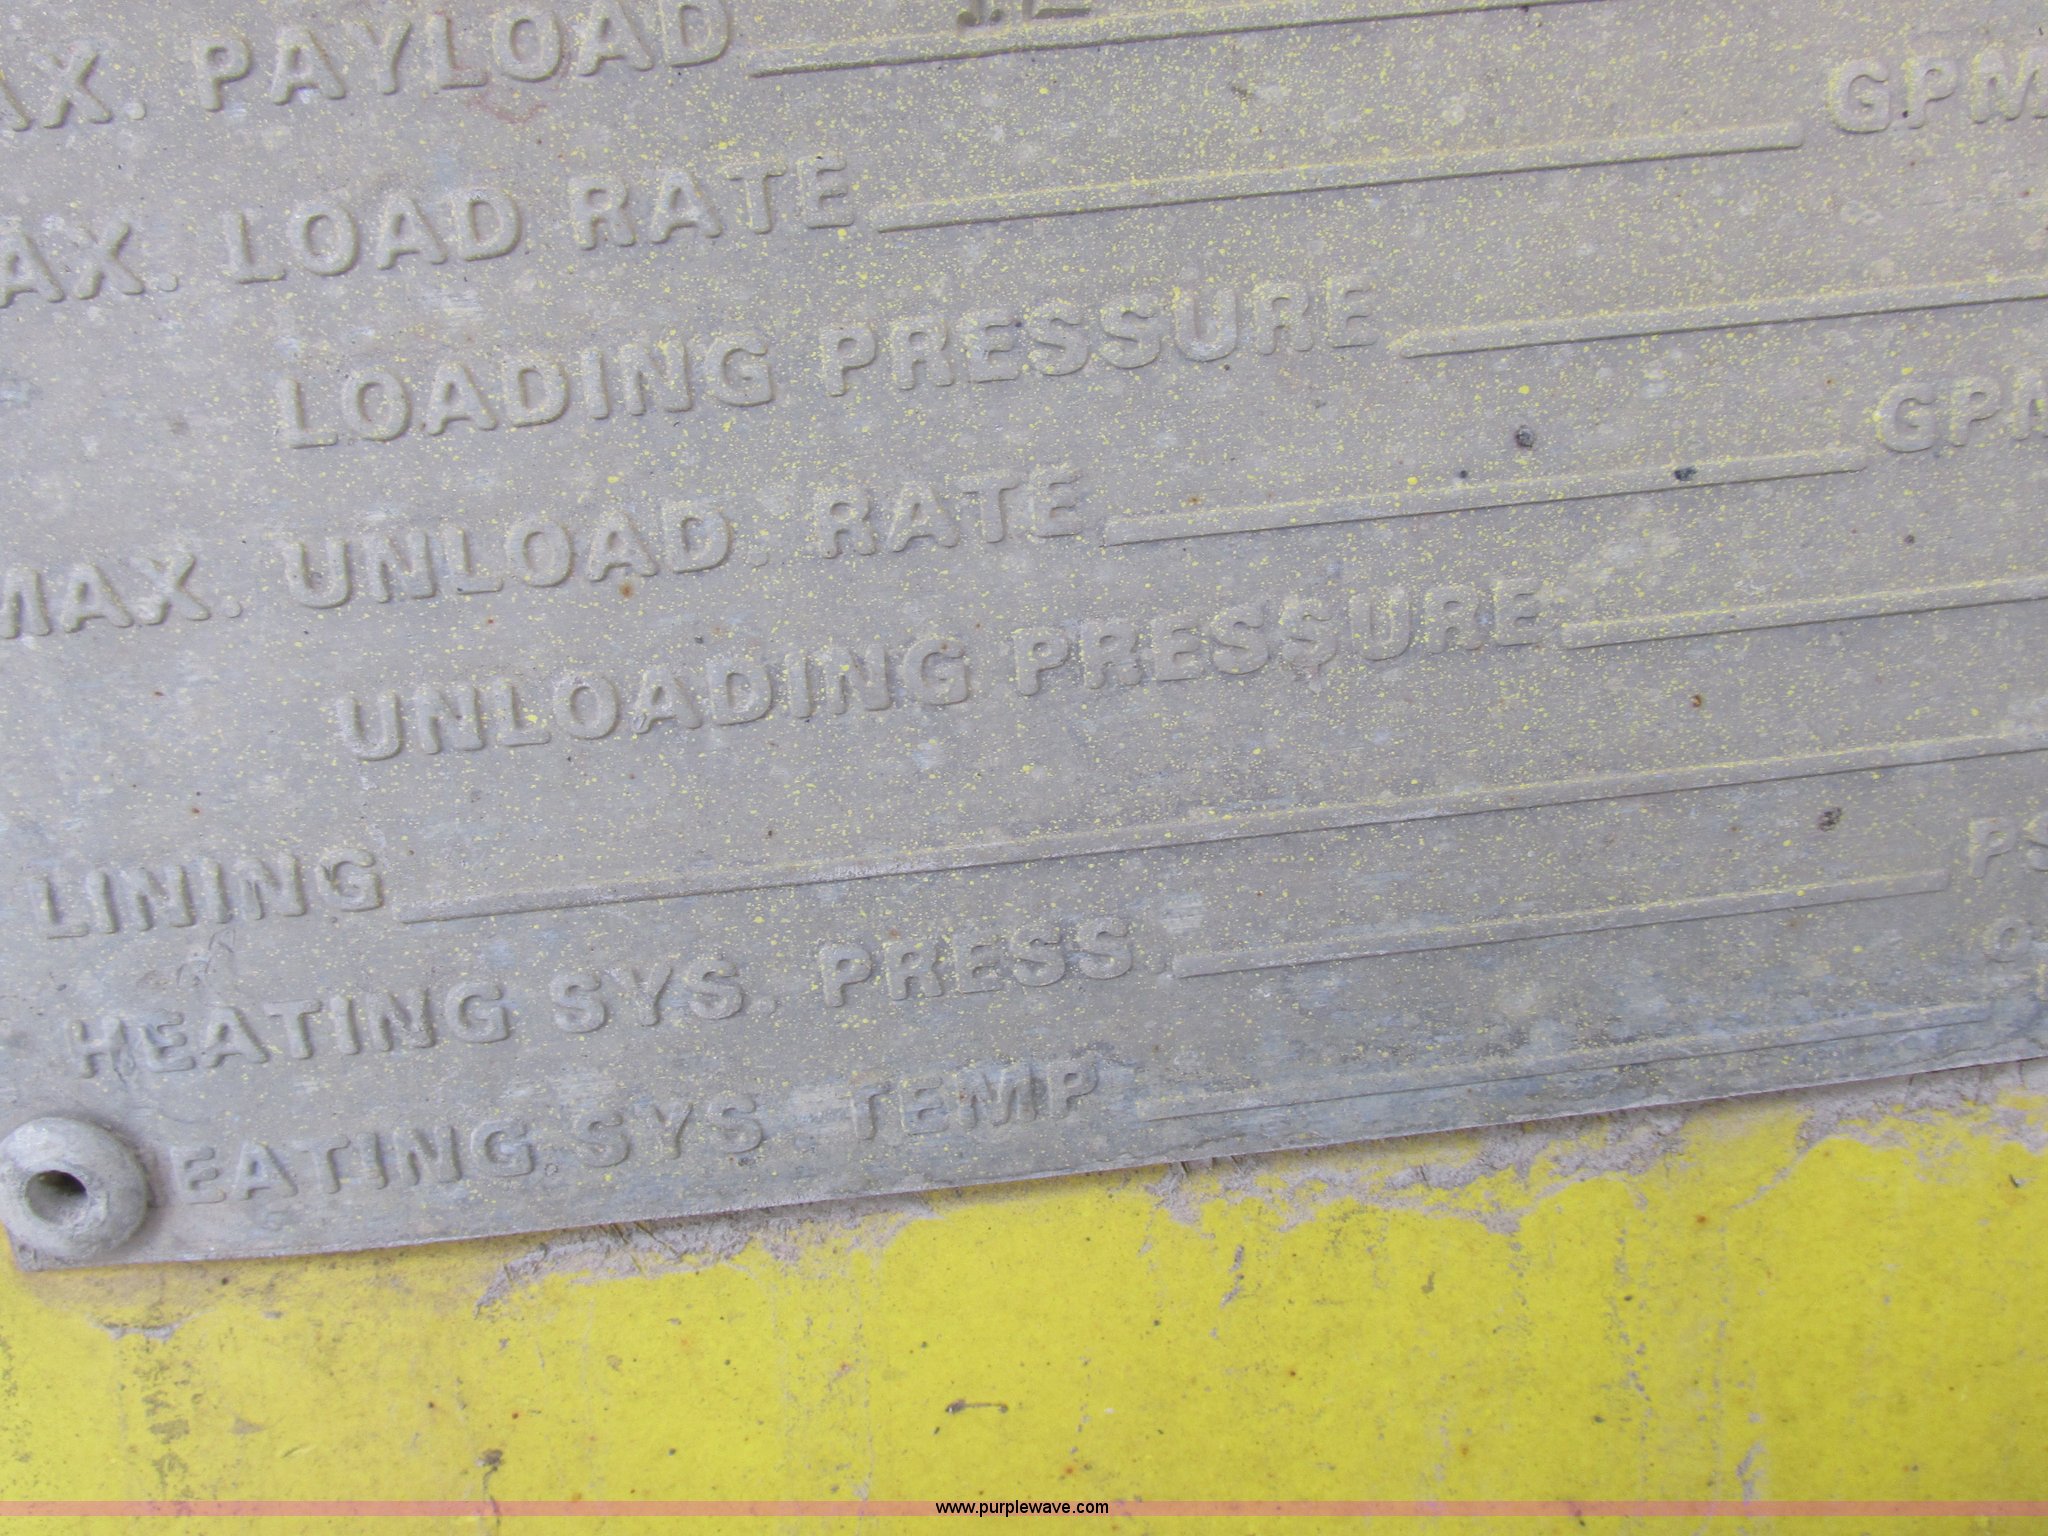 AX. PAYLOAD
AX. LOAD RATE GPM
LOADING PRESSURE
MAX. UNLOAD. RATE GPM
UNLOADING PRESSURE
LINING
HEATING SYS. PRESS. PS
EATING SYS. TEMP
www.purplewave.com